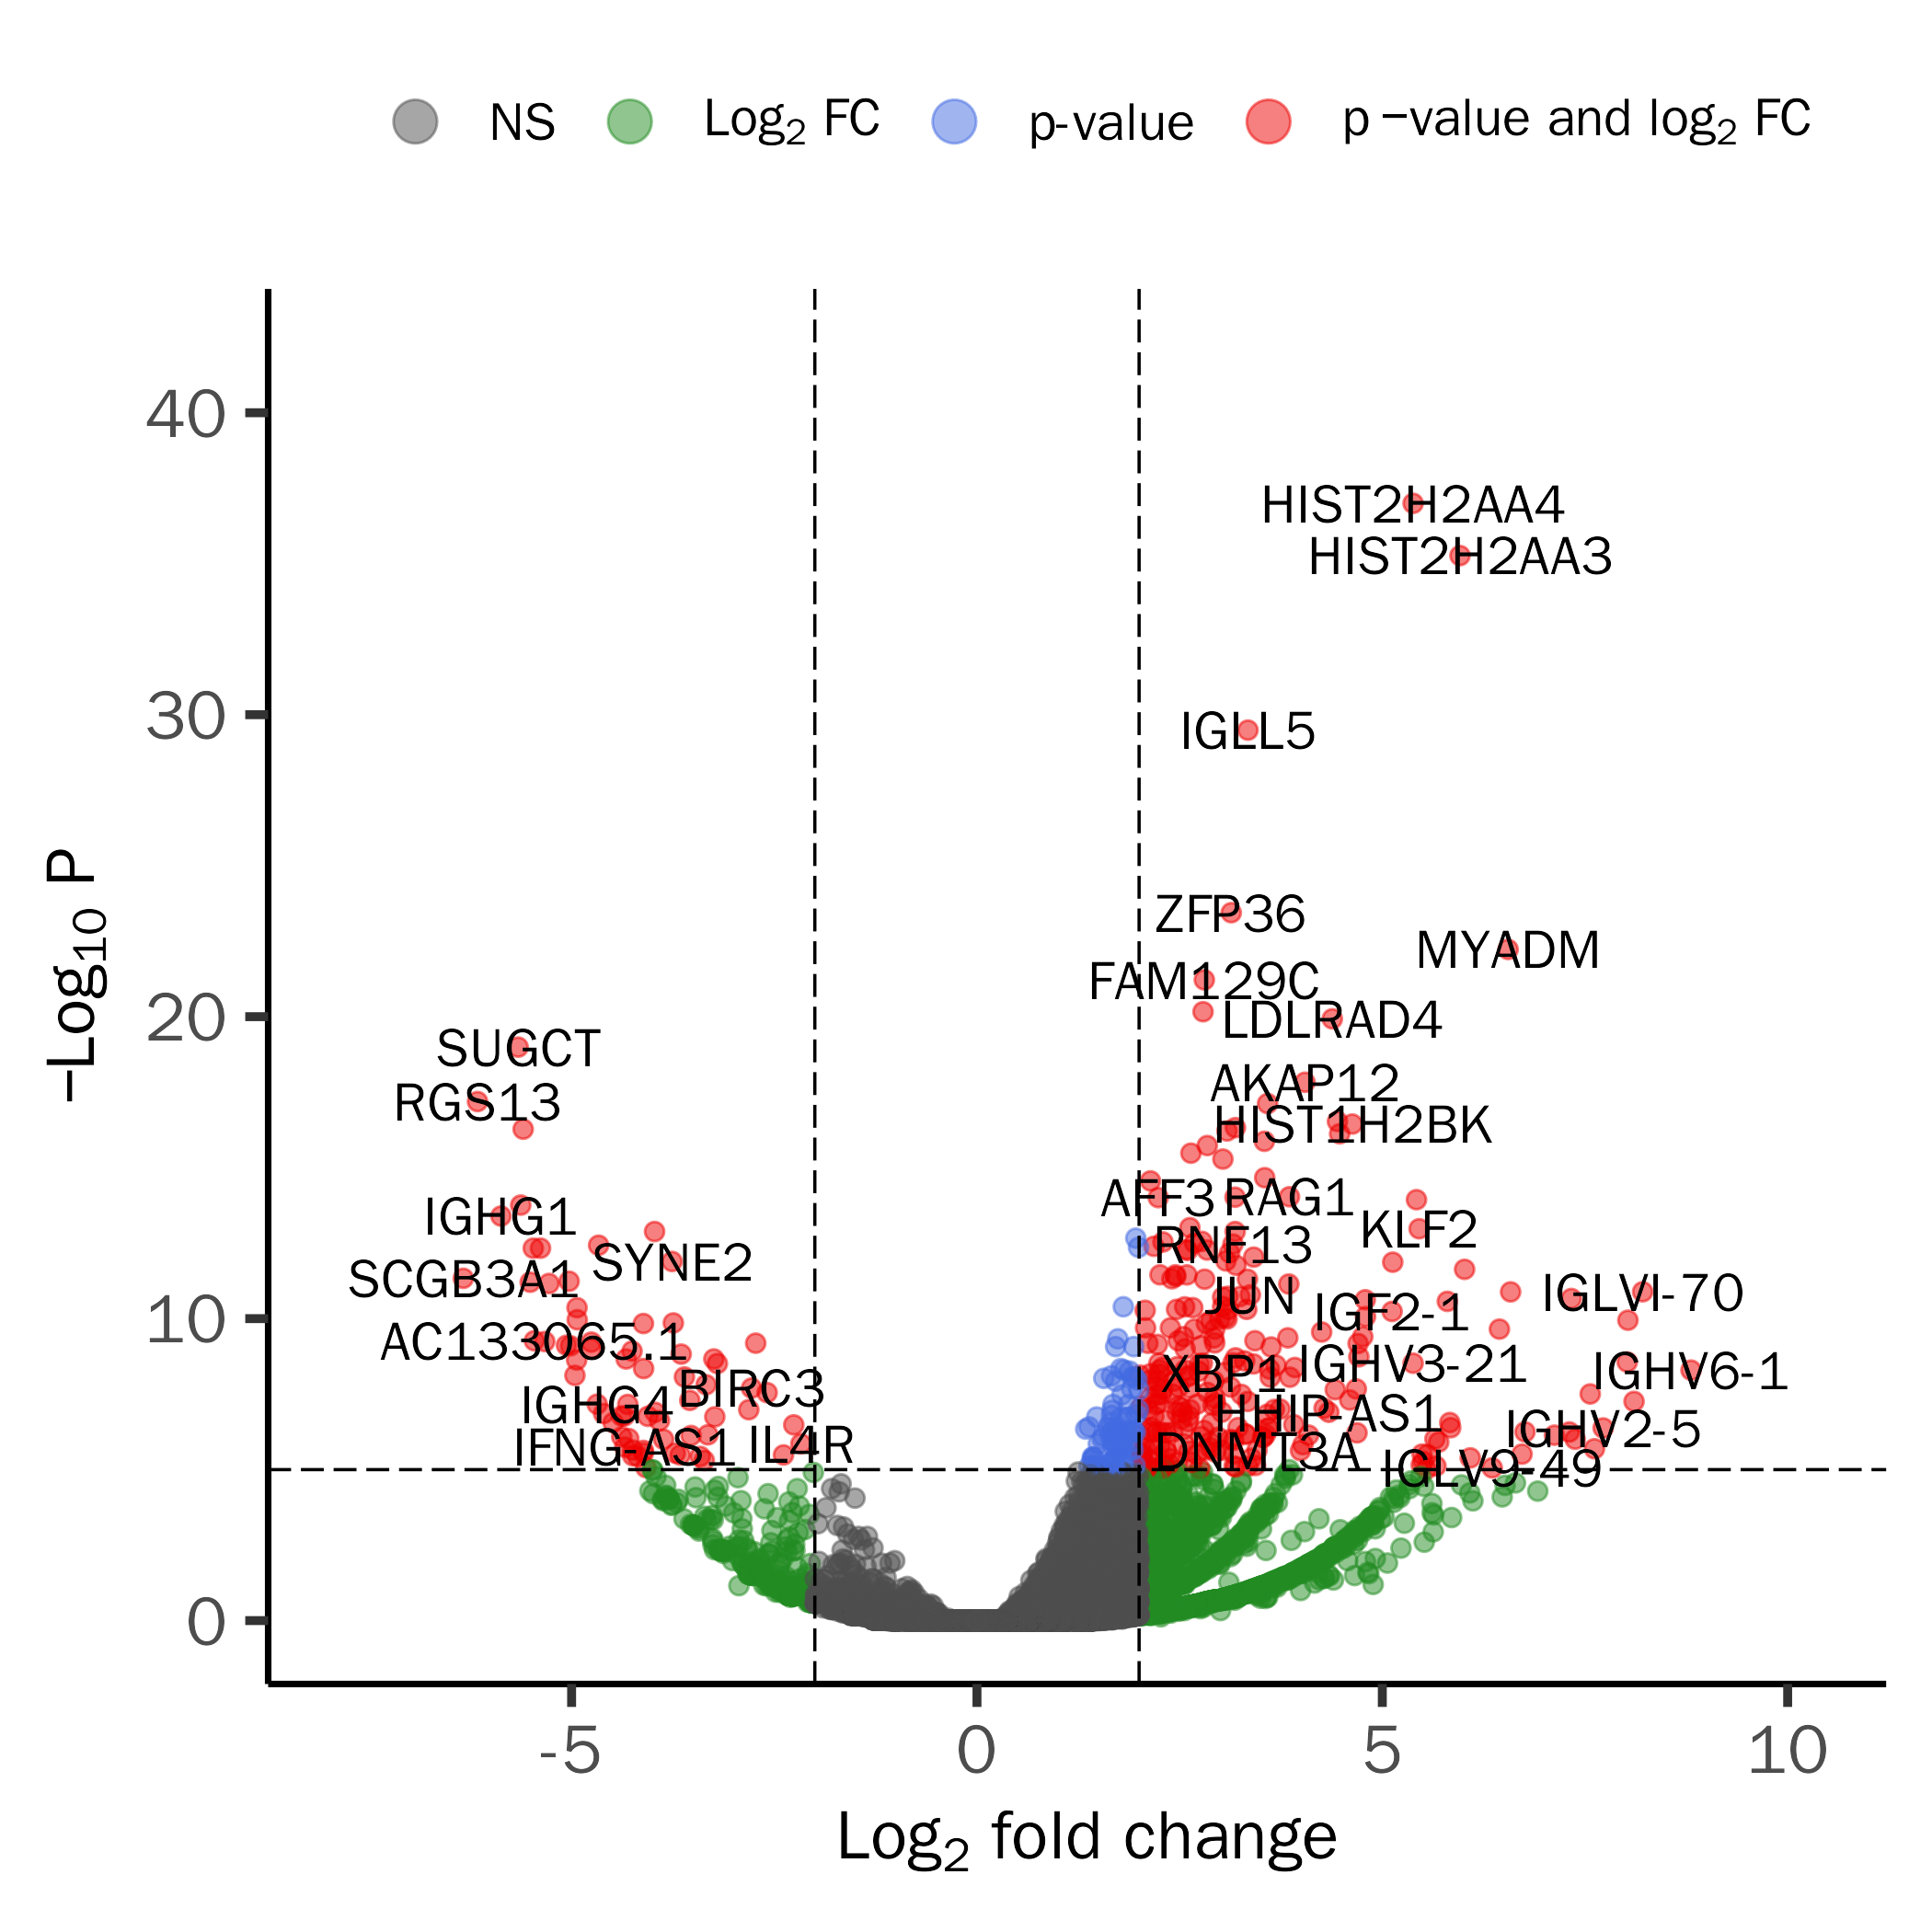 NS Log₂ FC p-value p −value and log₂ FC
40
30
20
10
0
−Log₁₀ P
HIST2H2AA4
HIST2H2AA3
IGLL5
ZFP36
MYADM
FAM129C
LDLRAD4
SUGCT
AKAP12
RGS13
HIST1H2BK
AFF3 RAG1
IGHG1
KLF2
RNF13
SYNE2
SCGB3A1
IGLVI-70
JUN
IGF2-1
AC133065.1
IGHV3-21
IGHV6-1
XBP1
BIRC3
IGHG4
HHIP-AS1
IGHV2-5
IFNG-AS1 IL4R
DNMT3A
IGLV9-49
-5 0 5 10
Log₂ fold change